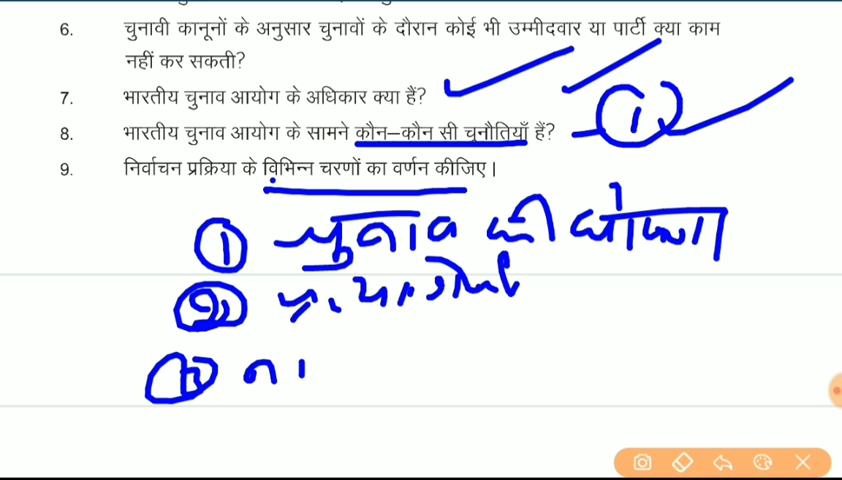 6. चुनावी कानूनों के अनुसार चुनावों के दौरान कोई भी उम्मीदवार या पार्टी क्या काम
नहीं कर सकती?
7. भारतीय चुनाव आयोग के अधिकार क्या हैं?
8. भारतीय चुनाव आयोग के सामने कौन–कौन सी चुनौतियाँ हैं? 1
9. निर्वाचन प्रक्रिया के विभिन्न चरणों का वर्णन कीजिए।
1 चुनाव की घोषणा
2
3 ना